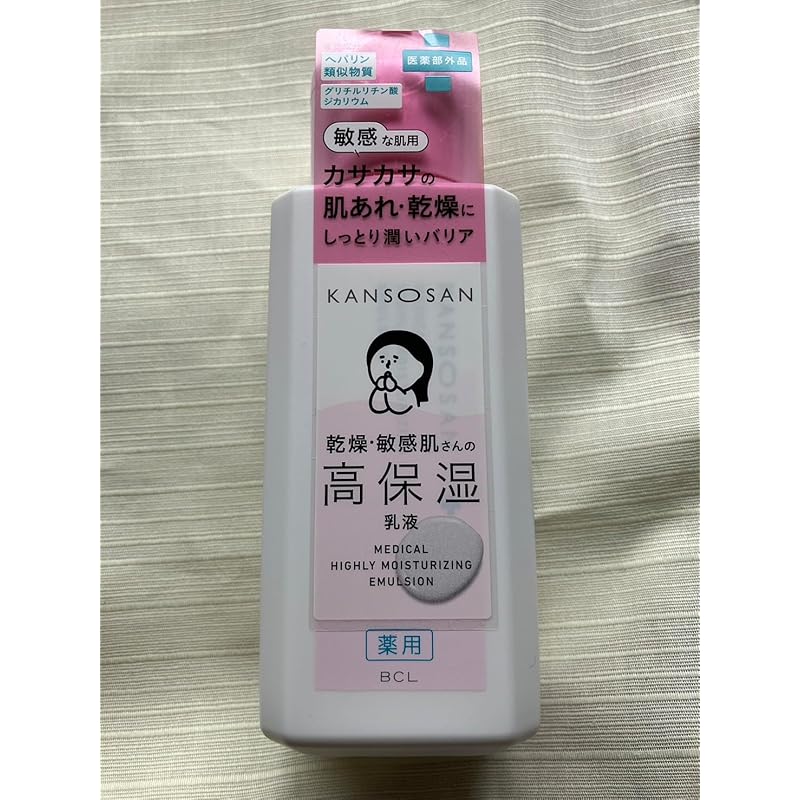 ヘパリン
類似物質
医薬部外品
グリチルリチン酸
ジカリウム
敏感な肌用
カサカサの
肌あれ・乾燥に
しっとり潤いバリア
KANSOSAN
乾燥・敏感肌さんの
高保湿
乳液
MEDICAL
HIGHLY MOISTURIZING
EMULSION
薬用
BCL